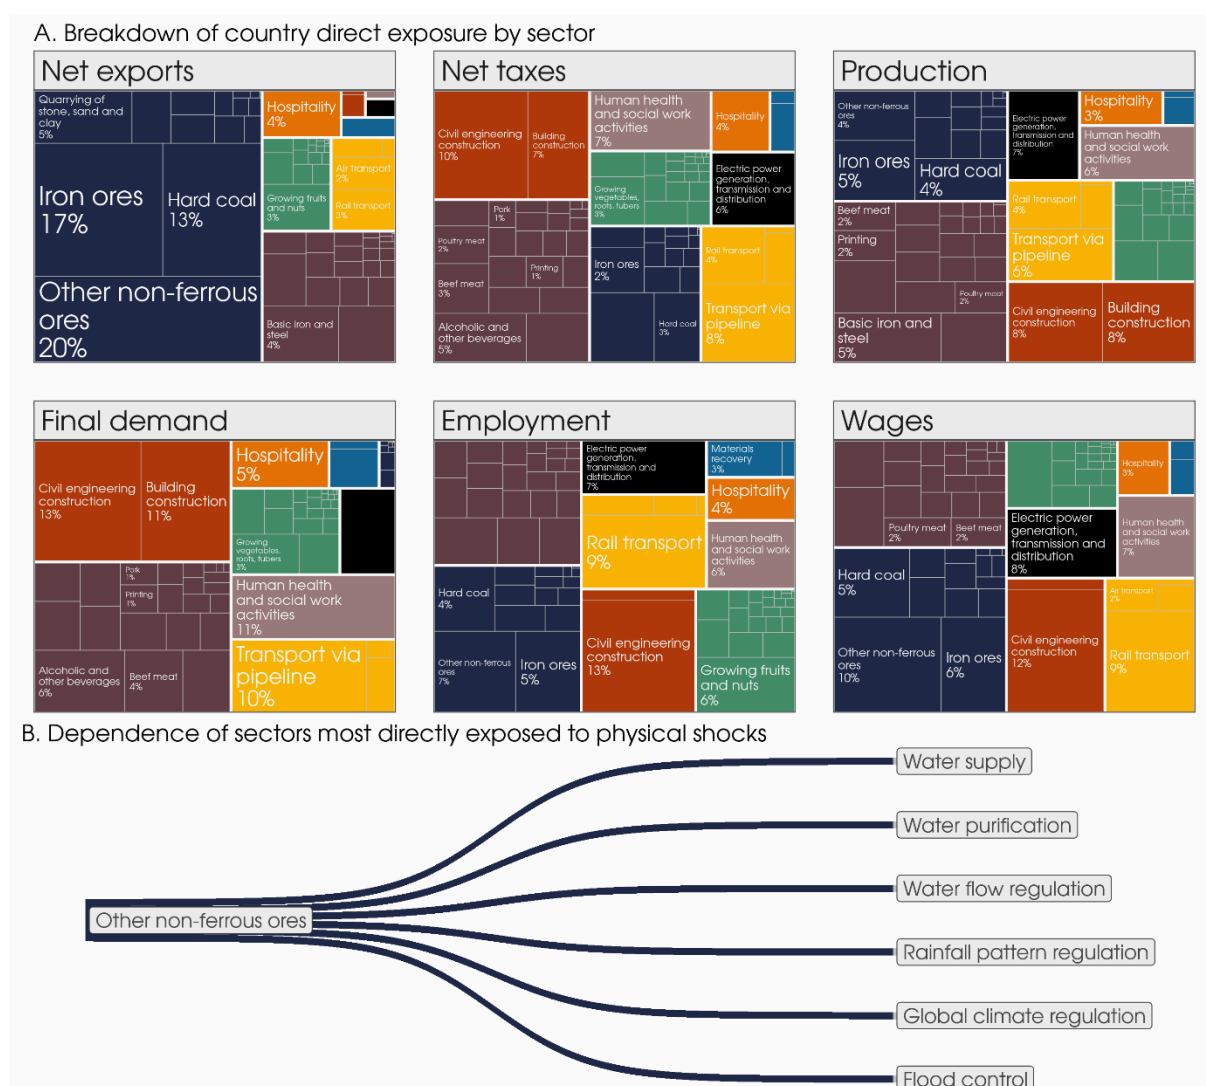 A. Breakdown of country direct exposure by sector
Net exports
Quarrying of
stone, sand and
clay
5%
Iron ores
17%
Hard coal
13%
Other non-ferrous
ores
20%
Hospitality
4%
Growing fruits
and nuts
3%
Air transport
2%
Rail transport
3%
Basic iron and
steel
4%
Net taxes
Civil engineering
construction
10%
Building
construction
7%
Human health
and social work
activities
7%
Hospitality
4%
Growing
vegetables,
roots, tubers
3%
Electric power
generation,
transmission and
distribution
6%
Pork
1%
Poultry meat
2%
Beef meat
3%
Printing
1%
Alcoholic and
other beverages
5%
Iron ores
2%
Hard coal
3%
Rail transport
4%
Transport via
pipeline
8%
Production
Other non-ferrous
ores
4%
Iron ores
5%
Hard coal
4%
Electric power
generation,
transmission and
distribution
7%
Hospitality
3%
Human health
and social work
activities
6%
Beef meat
2%
Printing
2%
Poultry meat
2%
Basic iron and
steel
5%
Rail transport
4%
Transport via
pipeline
6%
Civil engineering
construction
8%
Building
construction
8%
Final demand
Civil engineering
construction
13%
Building
construction
11%
Hospitality
5%
Growing
vegetables,
roots, tubers
3%
Human health
and social work
activities
11%
Pork
1%
Printing
1%
Alcoholic and
other beverages
6%
Beef meat
4%
Transport via
pipeline
10%
Employment
Electric power
generation,
transmission and
distribution
7%
Materials
recovery
3%
Hospitality
4%
Rail transport
9%
Human health
and social work
activities
6%
Hard coal
4%
Other non-ferrous
ores
7%
Iron ores
5%
Civil engineering
construction
13%
Growing fruits
and nuts
6%
Wages
Poultry meat
2%
Beef meat
2%
Hospitality
3%
Electric power
generation,
transmission and
distribution
8%
Human health
and social work
activities
7%
Hard coal
5%
Other non-ferrous
ores
10%
Iron ores
6%
Civil engineering
construction
12%
Air transport
2%
Rail transport
9%
B. Dependence of sectors most directly exposed to physical shocks
Other non-ferrous ores
Water supply
Water purification
Water flow regulation
Rainfall pattern regulation
Global climate regulation
Flood control